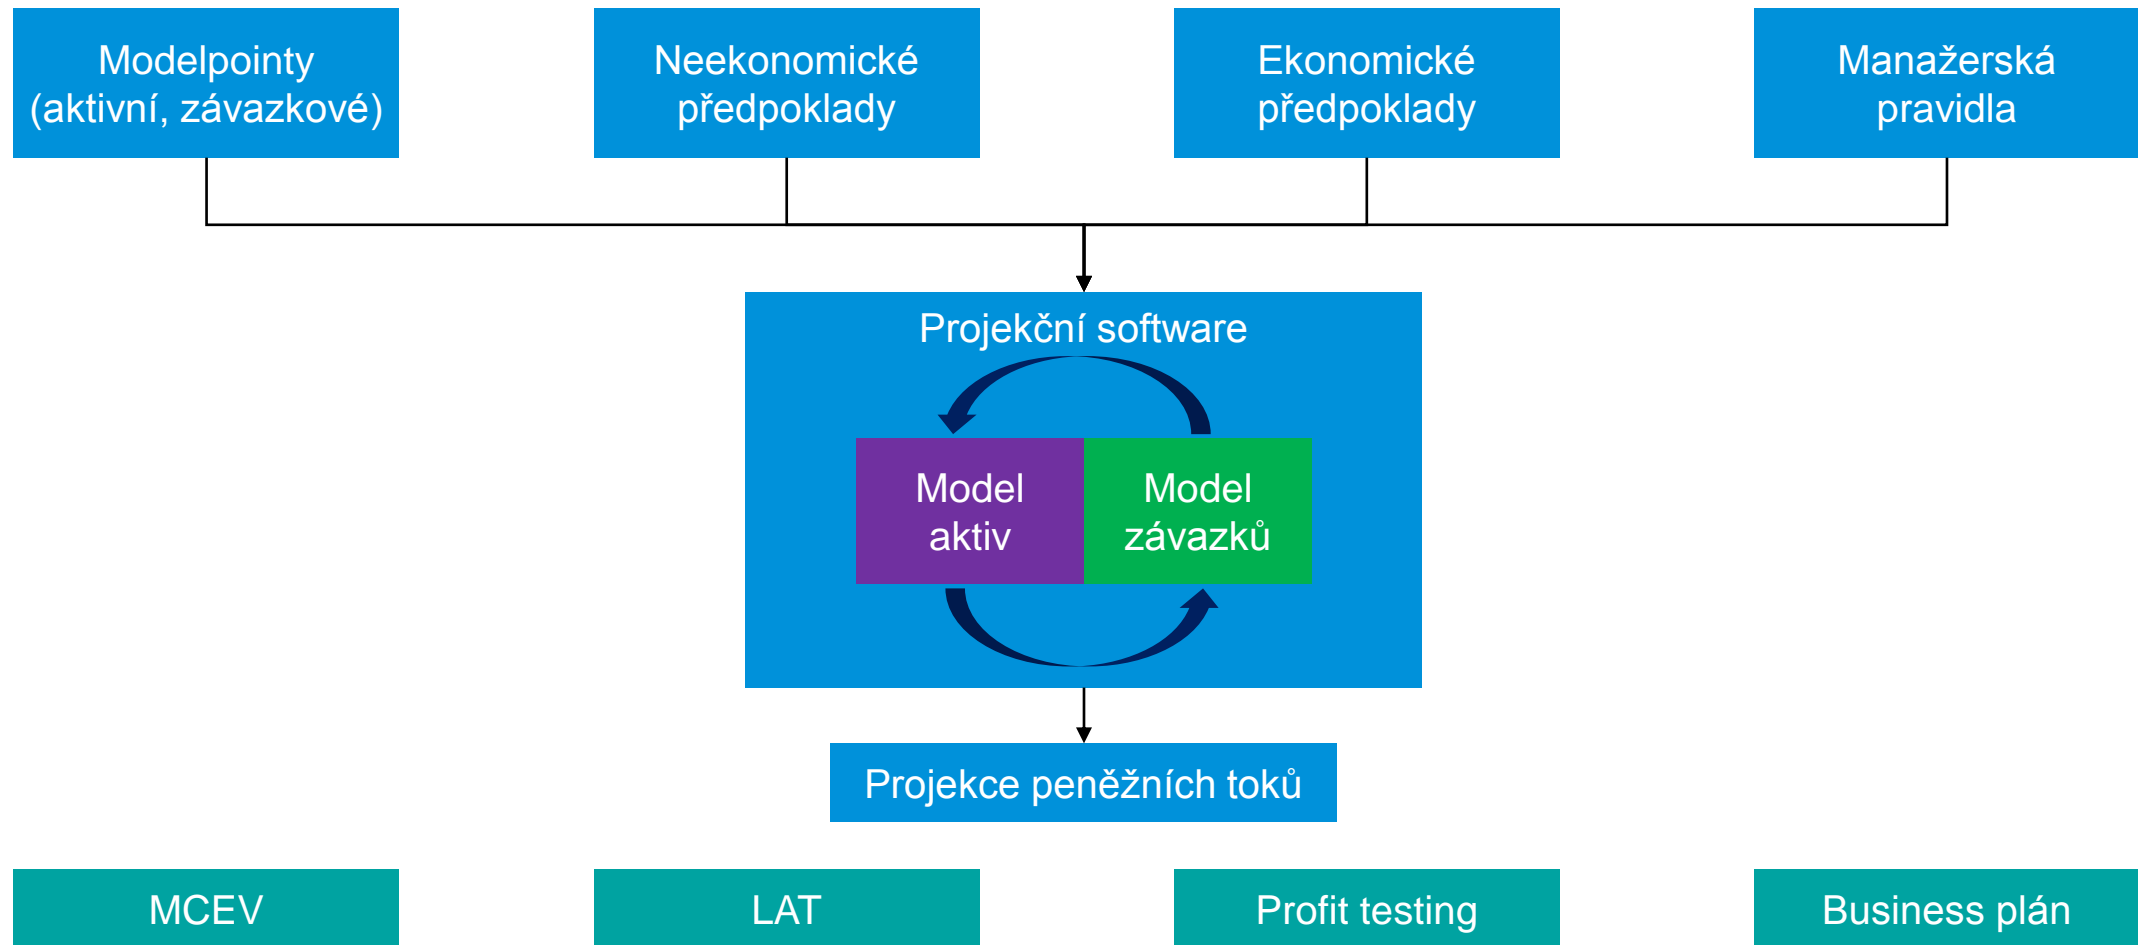 Modelpointy
(aktivní, závazkové)
Neekonomické
předpoklady
Ekonomické
předpoklady
Manažerská
pravidla
Projekční software
Model
aktiv
Model
závazků
Projekce peněžních toků
MCEV
LAT
Profit testing
Business plán